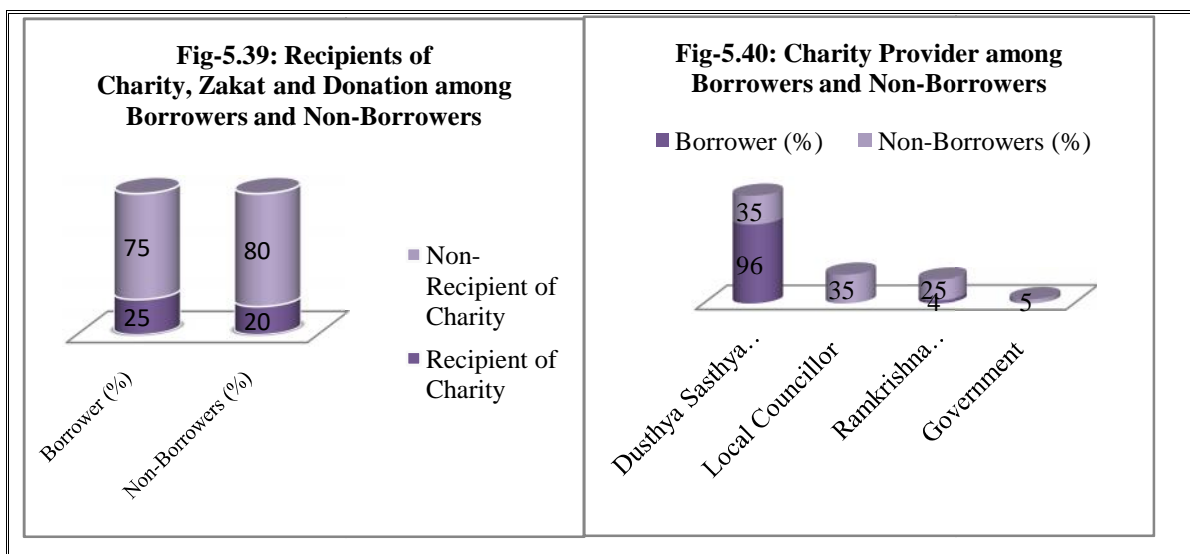 Fig-5.39: Recipients of
Charity, Zakat and Donation among
Borrowers and Non-Borrowers
75
80
25
20
Non-
Recipient of
Charity
Recipient of
Charity
Borrower (%)
Non-Borrowers (%)
Fig-5.40: Charity Provider among
Borrowers and Non-Borrowers
Borrower (%) Non-Borrowers (%)
35
96
35
25
4
5
Dusthya Sasthya…
Local Councillor
Ramkrishna…
Government